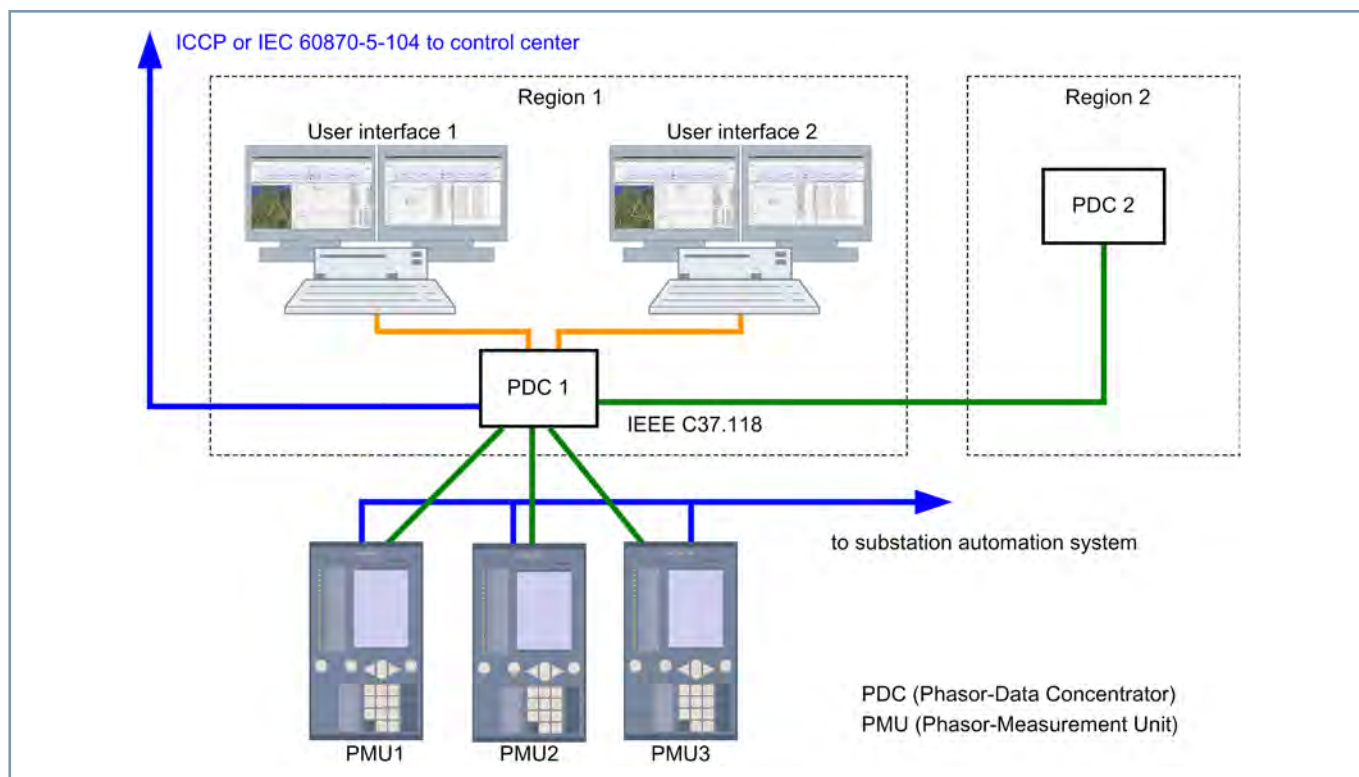 ICCP or IEC 60870-5-104 to control center
Region 1
Region 2
User interface 1
User interface 2
PDC 2
PDC 1
IEEE C37.118
to substation automation system
PDC (Phasor-Data Concentrator)
PMU (Phasor-Measurement Unit)
PMU1
PMU2
PMU3